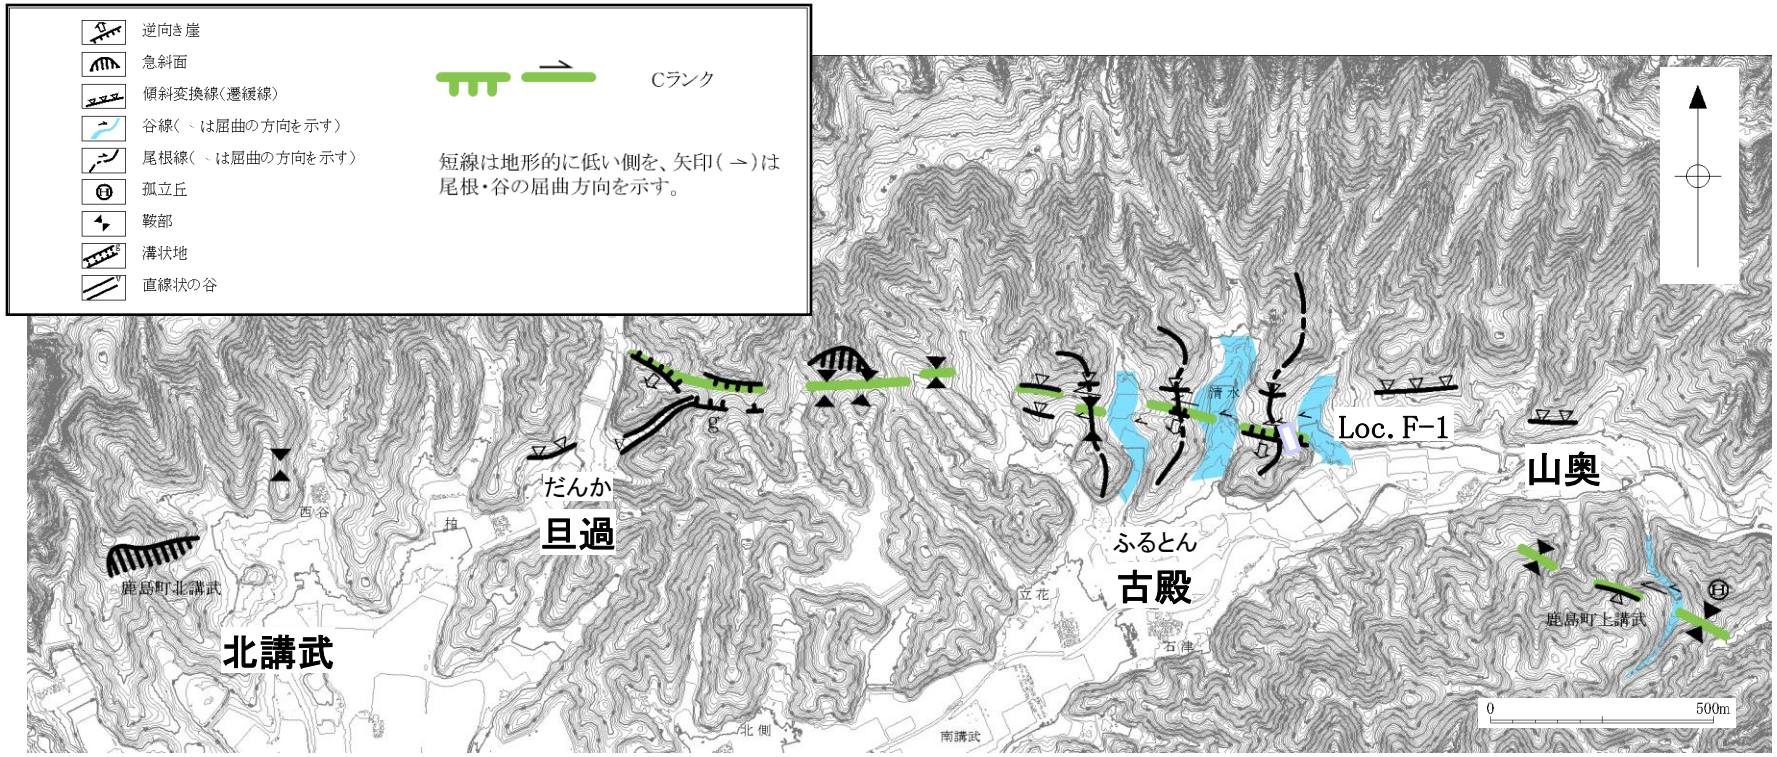 逆向き崖
急斜面
傾斜変換線(遷緩線)
谷線(⇀は屈曲の方向を示す)
尾根線(⇀は屈曲の方向を示す)
孤立丘
鞍部
g
溝状地
v
直線状の谷
Cランク
短線は地形的に低い側を、矢印(⇀)は
尾根・谷の屈曲方向を示す。
清水
Loc. F-1
g
だんか
旦過
山奥
西谷
柏
ふるとん
古殿
鹿島町北講武
北講武
立花
石津
鹿島町上講武
H
北側
南講武
0 500m